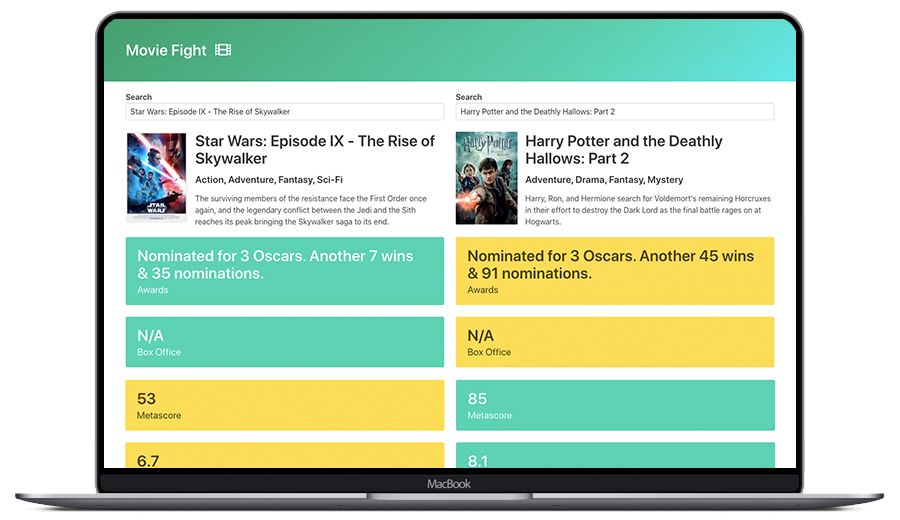 Movie Fight
Search
Star Wars: Episode IX - The Rise of Skywalker
Star Wars: Episode IX - The Rise of
Skywalker
Action, Adventure, Fantasy, Sci-Fi
The surviving members of the resistance face the First Order once
again, and the legendary conflict between the Jedi and the Sith
reaches its peak bringing the Skywalker saga to its end.
STAR
WARS
Nominated for 3 Oscars. Another 7 wins
& 35 nominations.
Awards
N/A
Box Office
53
Metascore
6.7
Search
Harry Potter and the Deathly Hallows: Part 2
Harry Potter and the Deathly
Hallows: Part 2
Adventure, Drama, Fantasy, Mystery
Harry, Ron, and Hermione search for Voldemort's remaining Horcruxes
in their effort to destroy the Dark Lord as the final battle rages on at
Hogwarts.
Harry Potter
Nominated for 3 Oscars. Another 45 wins
& 91 nominations.
Awards
N/A
Box Office
85
Metascore
8.1
MacBook